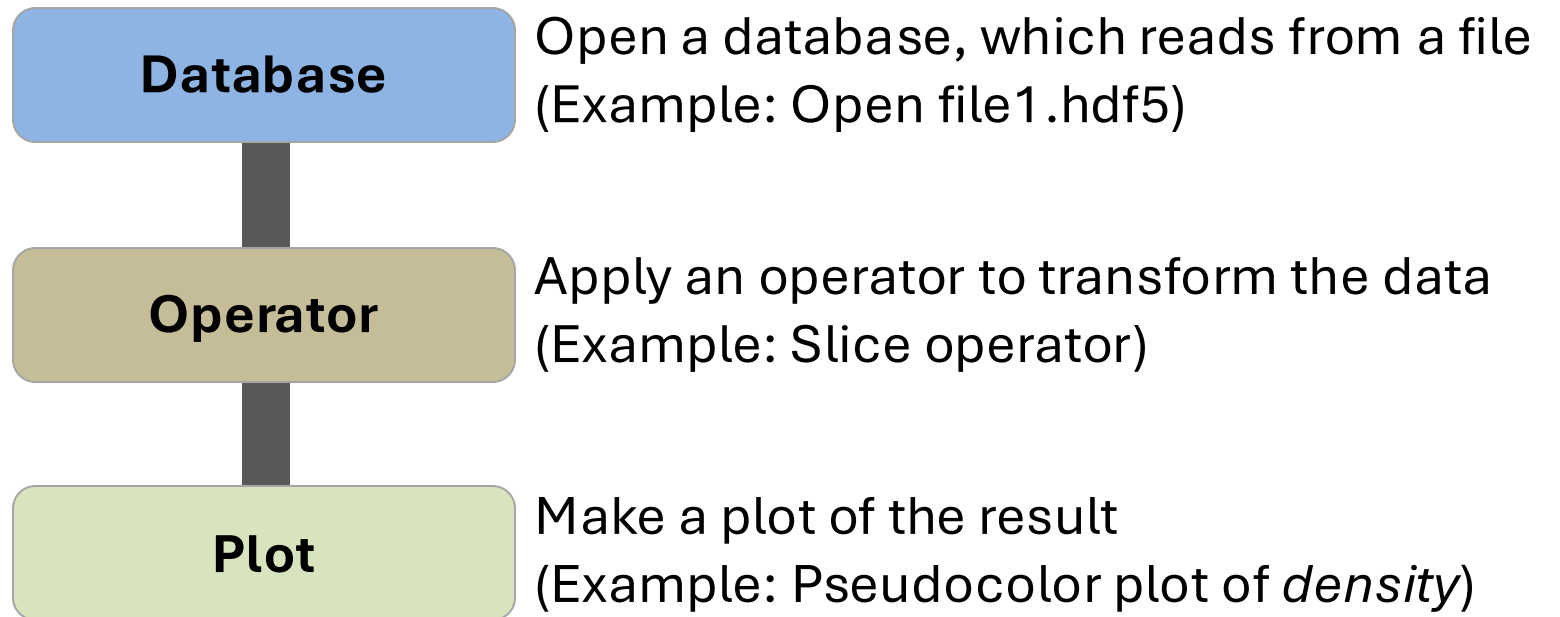 Database
Open a database, which reads from a file
(Example: Open file1.hdf5)
Operator
Apply an operator to transform the data
(Example: Slice operator)
Plot
Make a plot of the result
(Example: Pseudocolor plot of density)